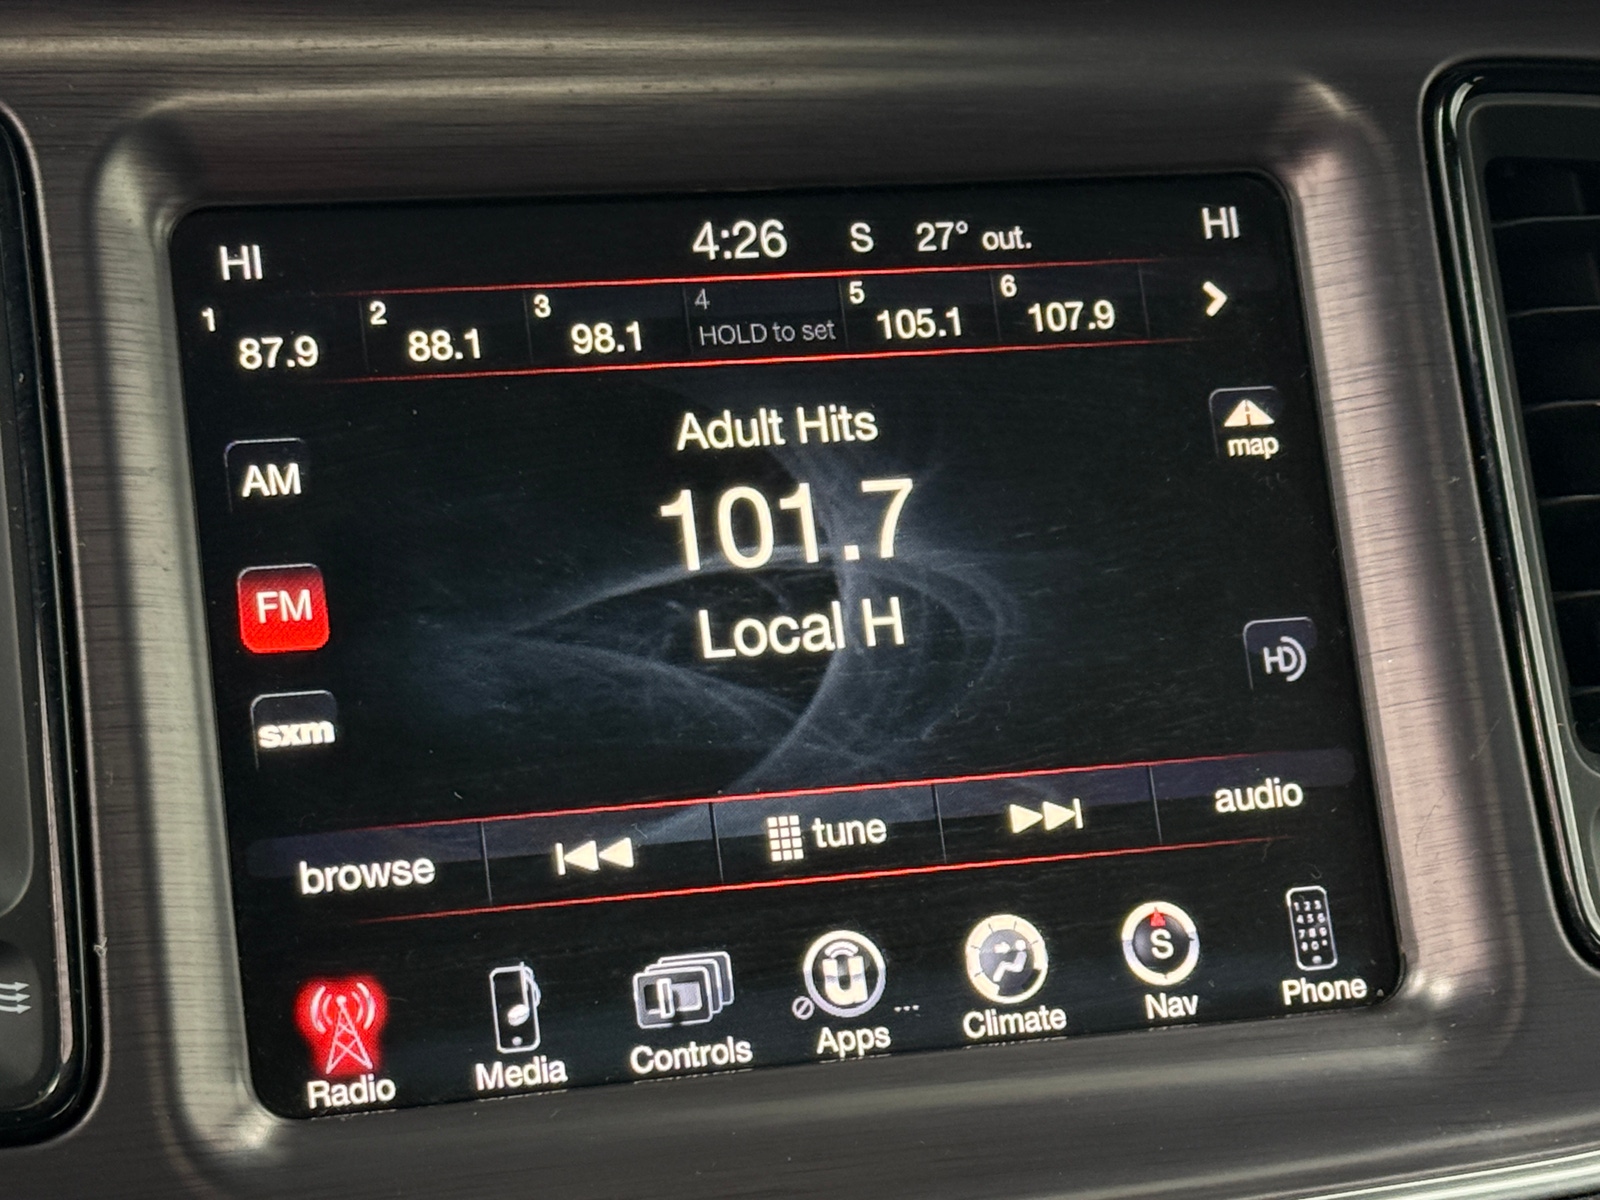 HI 4:26 S 27° out. HI
1 87.9 2 88.1 3 98.1 4 HOLD to set 5 105.1 6 107.9
Adult Hits
map
AM
101.7
FM
Local H
HD
sxm
browse tune audio
Radio Media Controls Apps ... Climate S Nav Phone